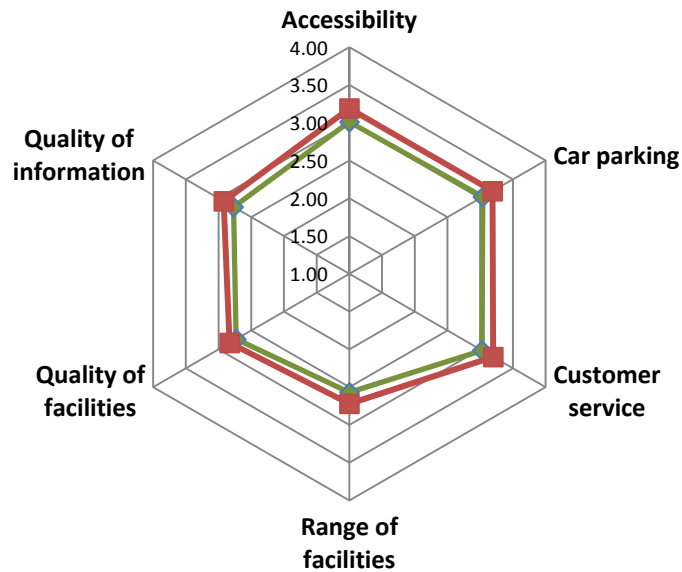 Accessibility
4.00
3.50
3.00
2.50
2.00
1.50
1.00
Car parking
Customer
service
Range of
facilities
Quality of
facilities
Quality of
information